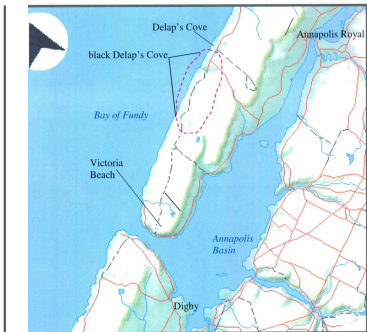 Delap's Cove
Annapolis Royal
black Delap's Cove
Bay of Fundy
Victoria
Beach
Annapolis
Basin
Digby